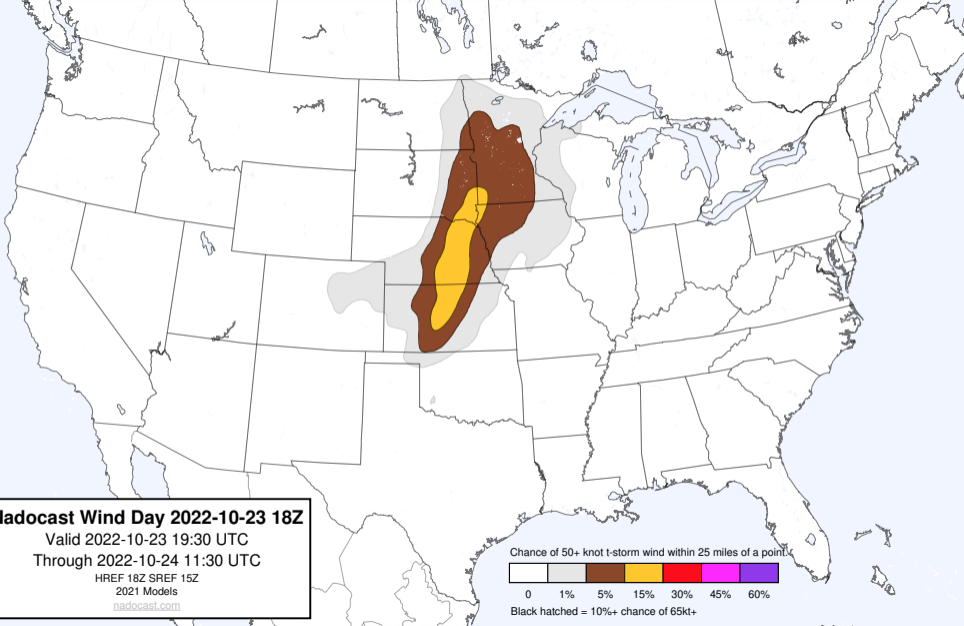 ladocast Wind Day 2022-10-23 18Z
Valid 2022-10-23 19:30 UTC
Through 2022-10-24 11:30 UTC
HREF 18Z SREF 15Z
2021 Models
nadocast.com
Chance of 50+ knot t-storm wind within 25 miles of a point.
0 1% 5% 15% 30% 45% 60%
Black hatched = 10%+ chance of 65kt+